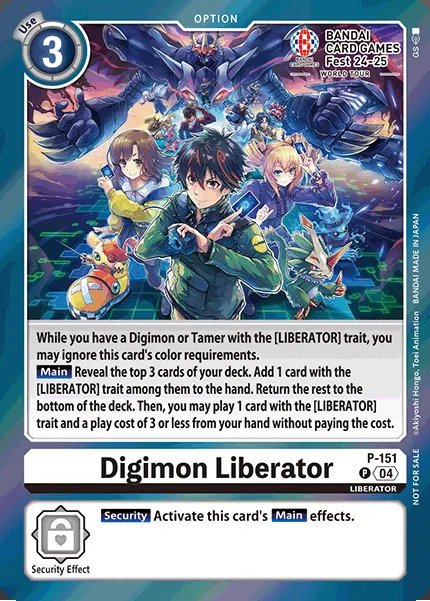 OPTION
Use
3
BANDAI
CARD GAMES
Fest 24-25
WORLD TOUR
BANDAI
CARD GAMES
GS
While you have a Digimon or Tamer with the [LIBERATOR] trait, you
may ignore this card's color requirements.
Main Reveal the top 3 cards of your deck. Add 1 card with the
[LIBERATOR] trait among them to the hand. Return the rest to the
bottom of the deck. Then, you may play 1 card with the [LIBERATOR]
trait and a play cost of 3 or less from your hand without paying the cost.
NOT FOR SALE ©Akiyoshi Hongo, Toei Animation BANDAI MADE IN JAPAN
Digimon Liberator
P-151
P 04
LIBERATOR
Security Activate this card's Main effects.
Security Effect